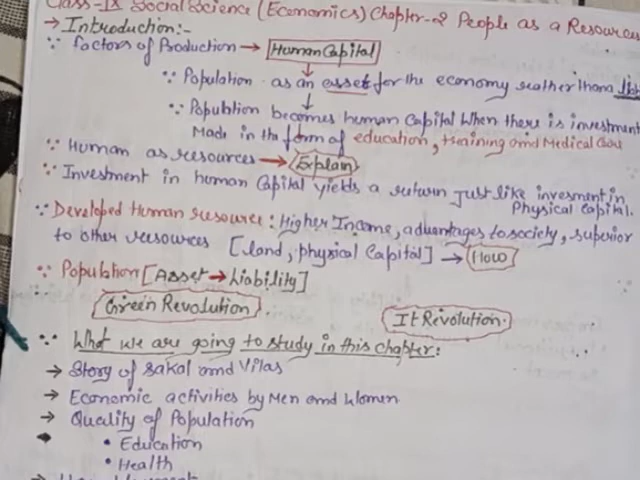 Class-IX Social Science (Economics) Chapter-2 People as a Resources
→ Introduction:-
∵ Factors of Production → Human Capital
∵ Population as an asset for the economy rather than a
∵ Population becomes human Capital When there is investment
Made in the form of education, training and Medical Care
∵ Human as resources → Explain
∵ Investment in human Capital yields a return just like invesment in
Physical Capital.
∵ Developed Human resource : Higher Income, advantages to society, superior
to other resources [land, physical Capital] → How
∵ Population [Asset → Liability]
Green Revolution
It Revolution.
∵ What we are going to study in this chapter:
→ Story of Sakal and Vilas
→ Economic activities by Men and Women
→ Quality of Population
• Education
• Health